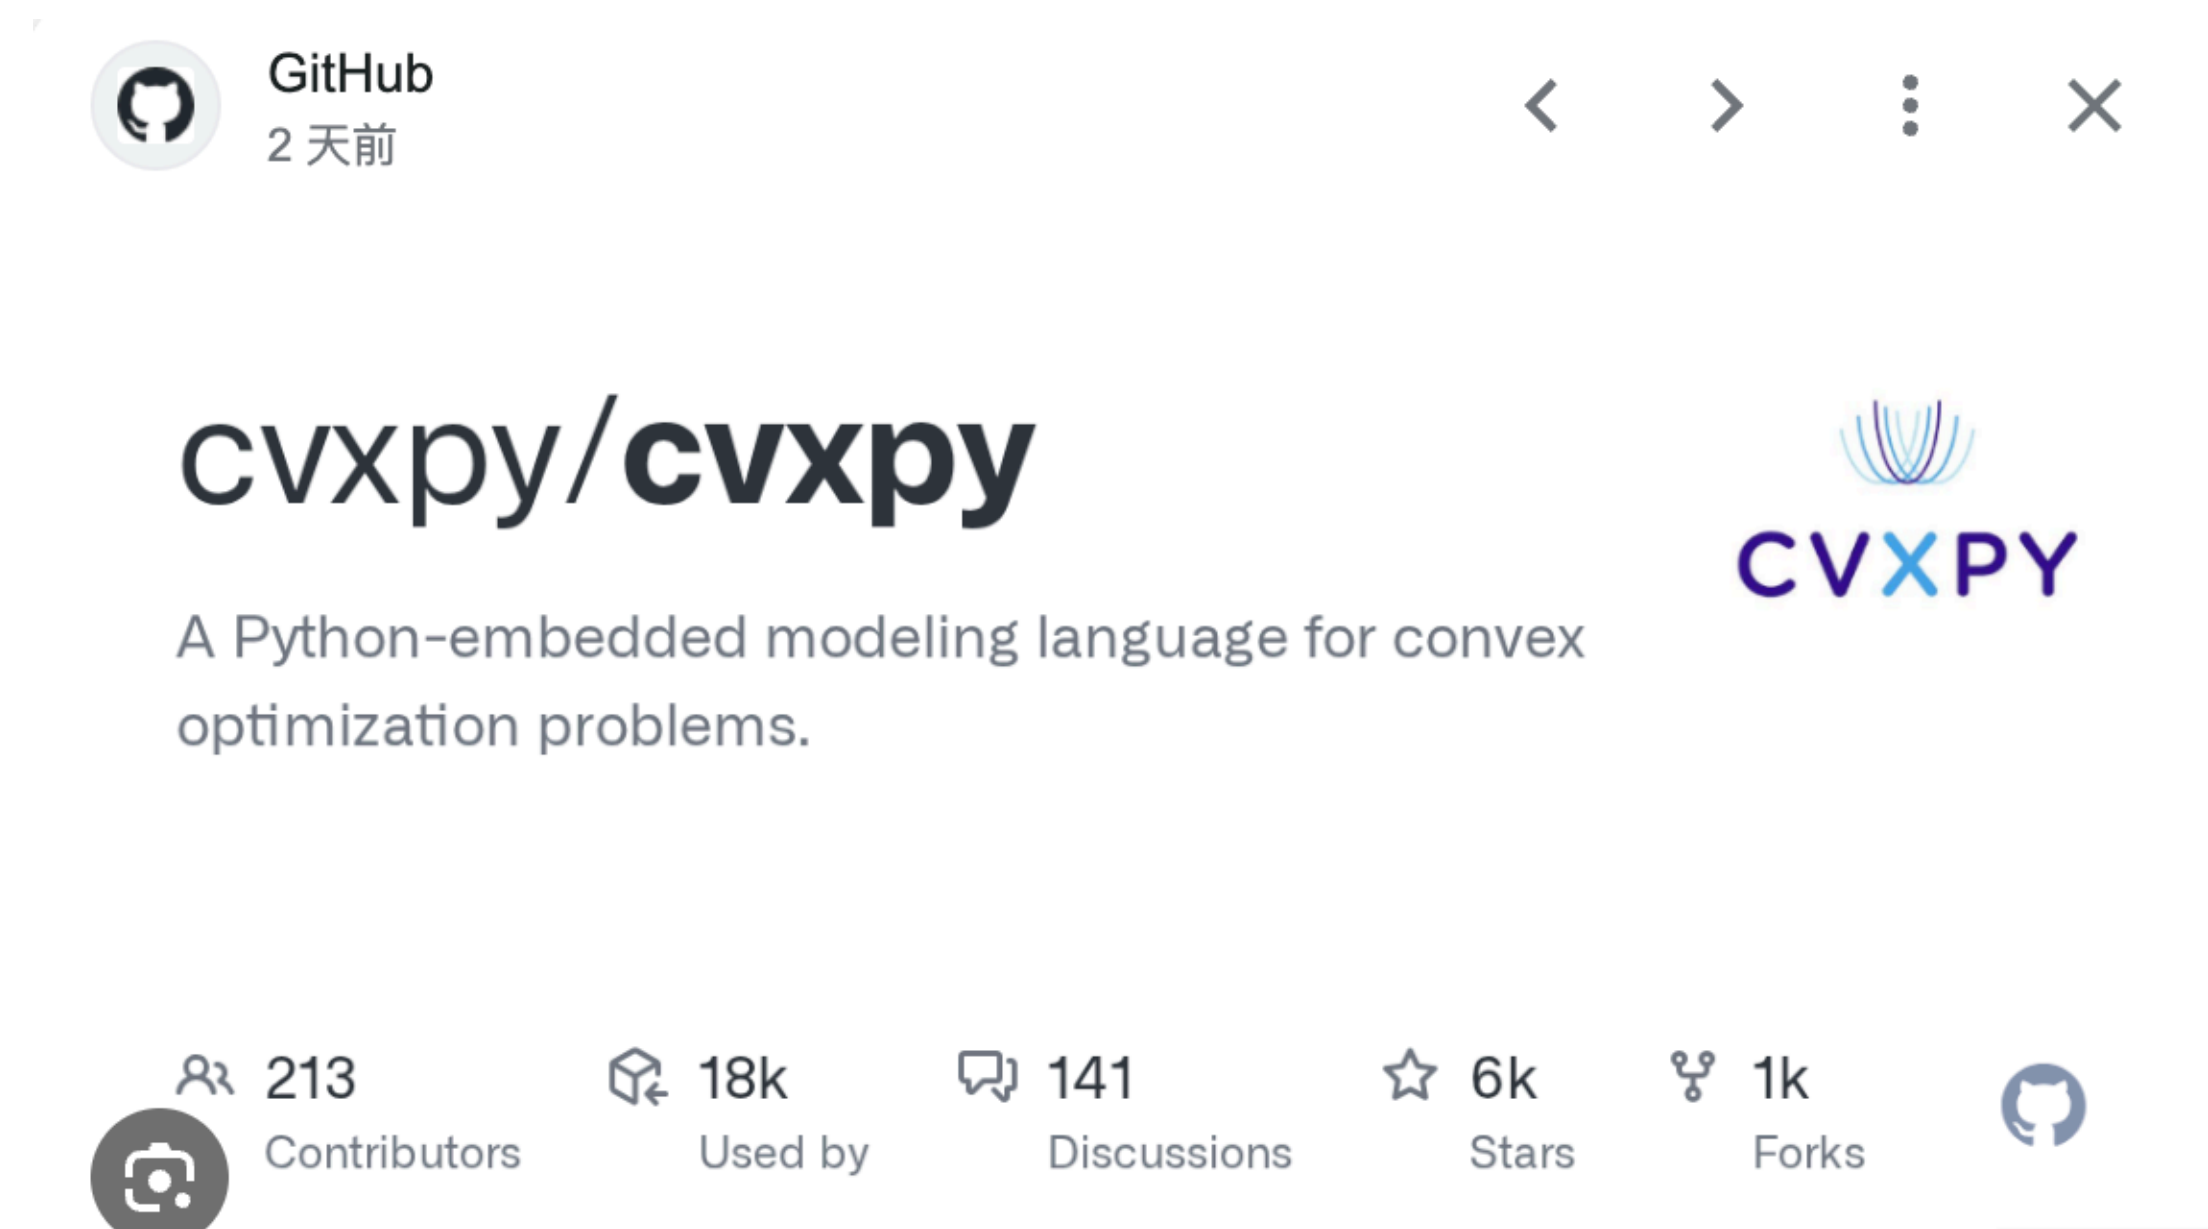 GitHub
2 天前
cvxpy/cvxpy
CVXPY
A Python-embedded modeling language for convex
optimization problems.
213
Contributors
18k
Used by
141
Discussions
6k
Stars
1k
Forks